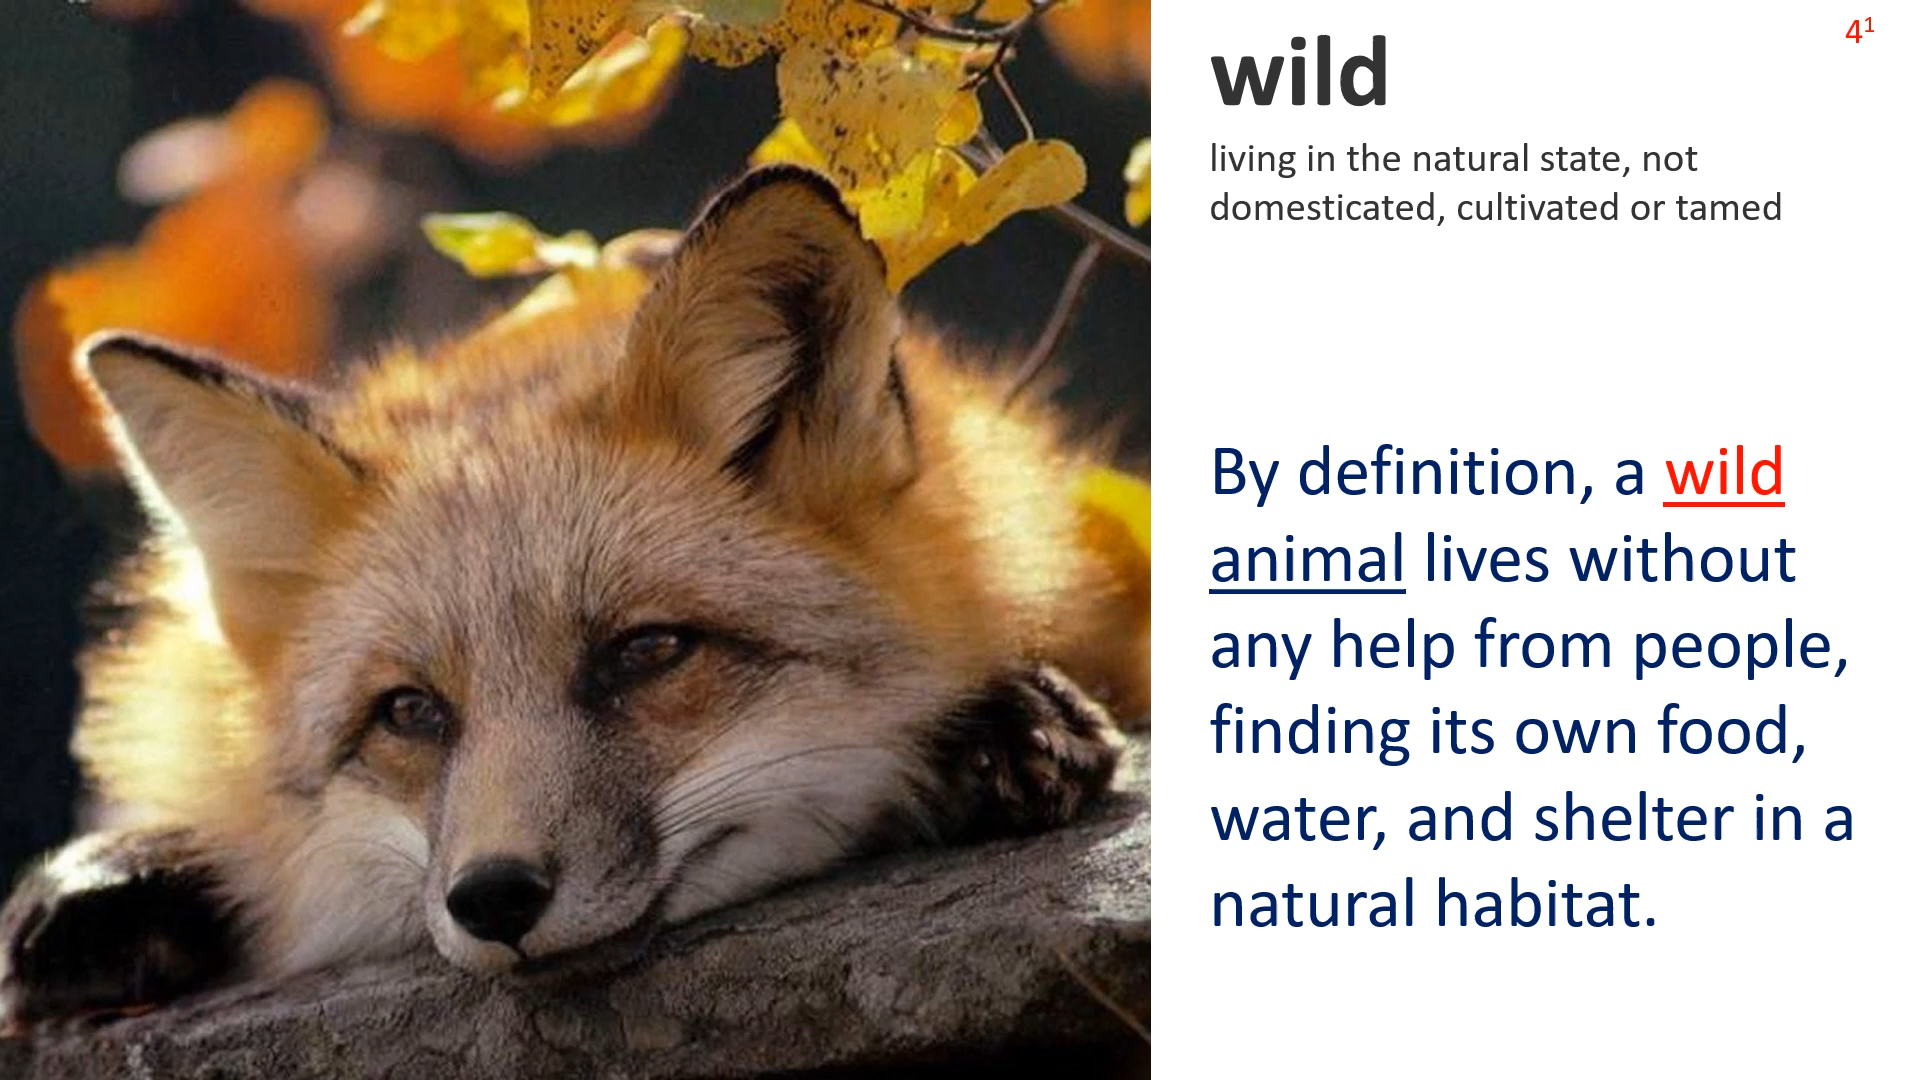 4¹
wild
living in the natural state, not
domesticated, cultivated or tamed
By definition, a wild
animal lives without
any help from people,
finding its own food,
water, and shelter in a
natural habitat.